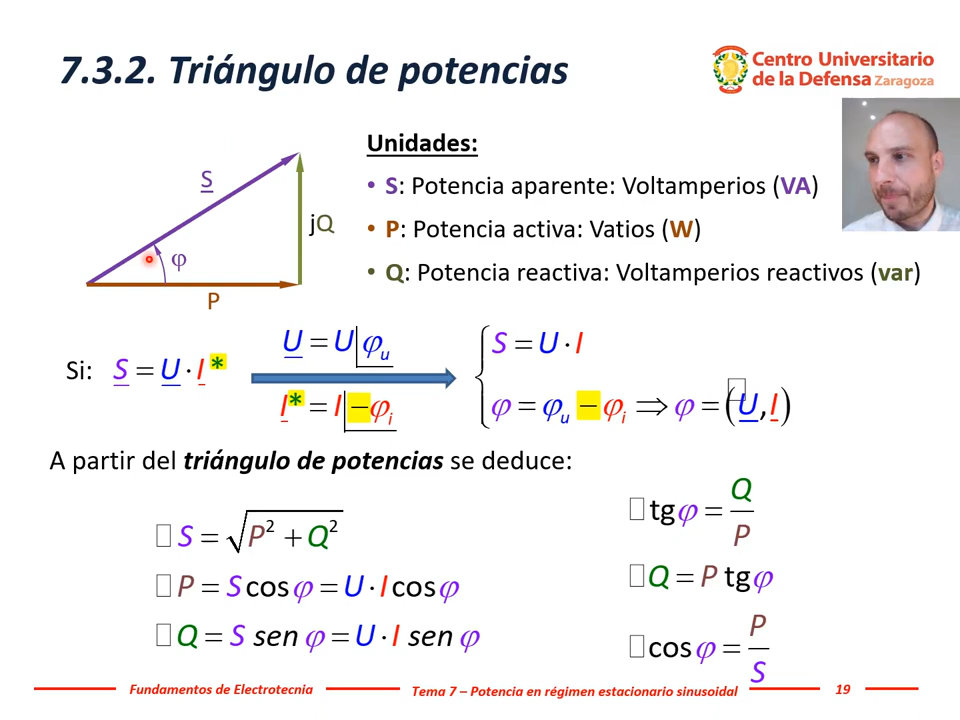 7.3.2. Triángulo de potencias
Centro Universitario
de la Defensa Zaragoza
Unidades:
• S: Potencia aparente: Voltamperios (VA)
• P: Potencia activa: Vatios (W)
• Q: Potencia reactiva: Voltamperios reactivos (var)
S
jQ
φ
P
Si: S = U · I*
U = U|φu
I* = I|−φi
S = U · I
φ = φu − φi ⇒ φ = (U, I)
A partir del triángulo de potencias se deduce:
□ S = √P² + Q²
□ P = S cos φ = U · I cos φ
□ Q = S sen φ = U · I sen φ
□ tg φ = Q/P
□ Q = P tg φ
□ cos φ = P/S
Fundamentos de Electrotecnia
Tema 7 – Potencia en régimen estacionario sinusoidal
19